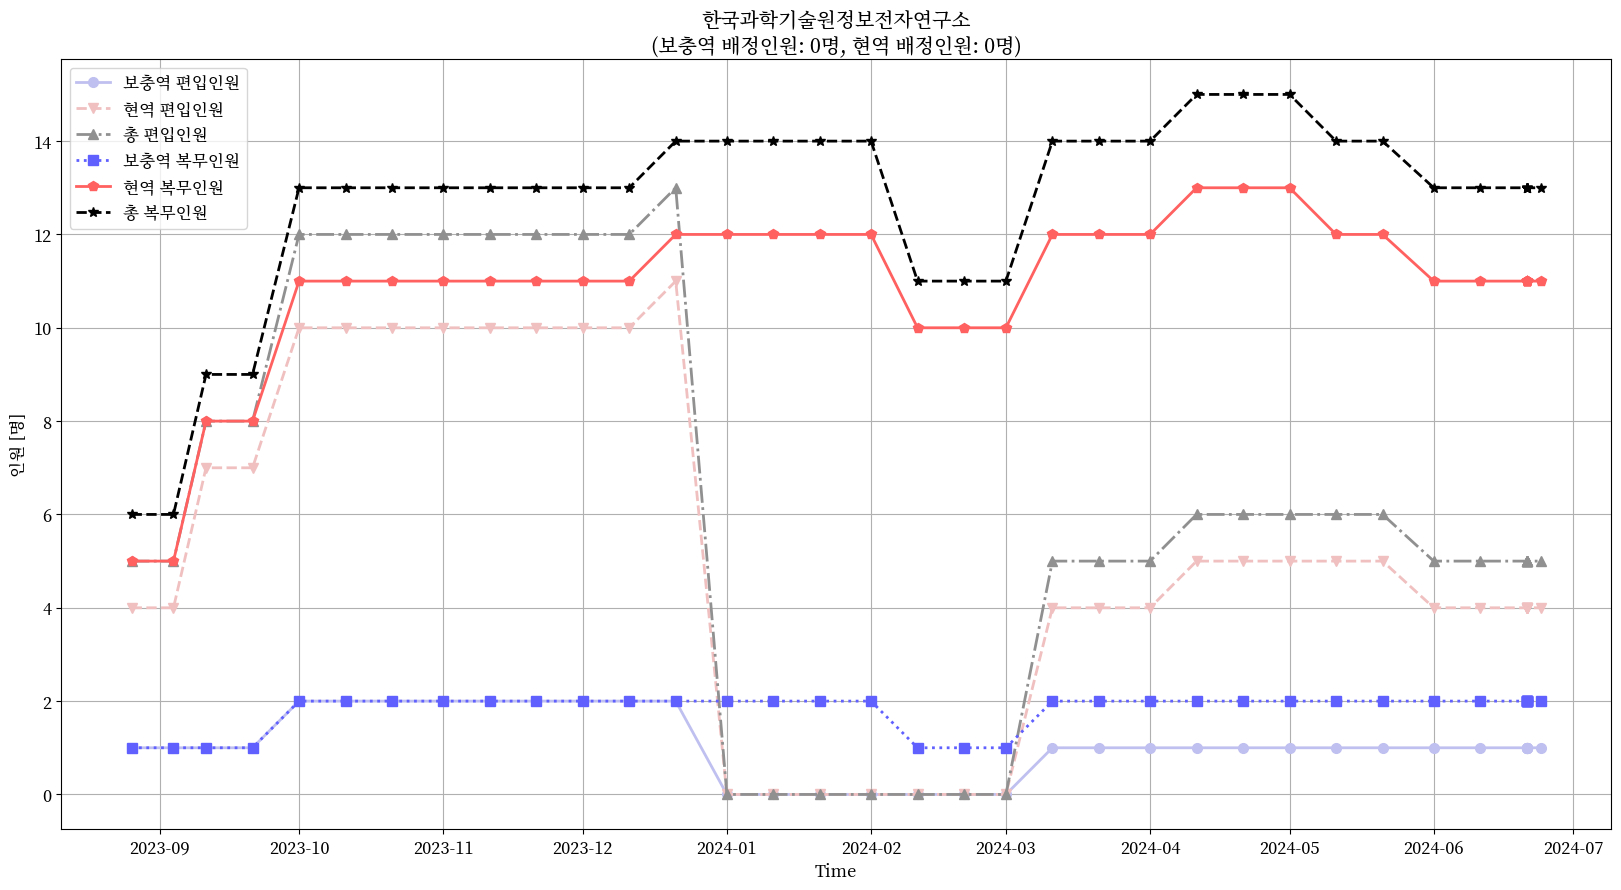 한국과학기술원정보전자연구소
(보충역 배정인원: 0명, 현역 배정인원: 0명)
보충역 편입인원
현역 편입인원
총 편입인원
보충역 복무인원
현역 복무인원
총 복무인원
인원 [명]
14
12
10
8
6
4
2
0
2023-09
2023-10
2023-11
2023-12
2024-01
2024-02
2024-03
2024-04
2024-05
2024-06
2024-07
Time